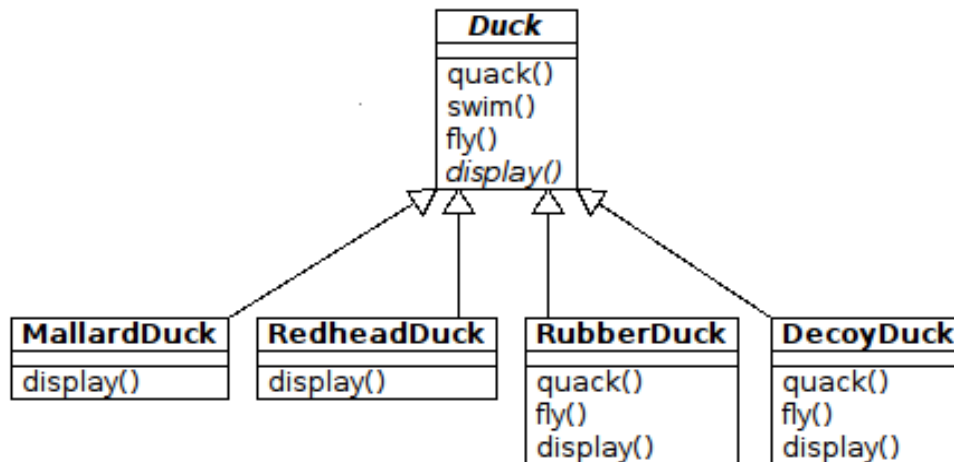 Duck
quack()
swim()
fly()
display()
MallardDuck
display()
RedheadDuck
display()
RubberDuck
quack()
fly()
display()
DecoyDuck
quack()
fly()
display()